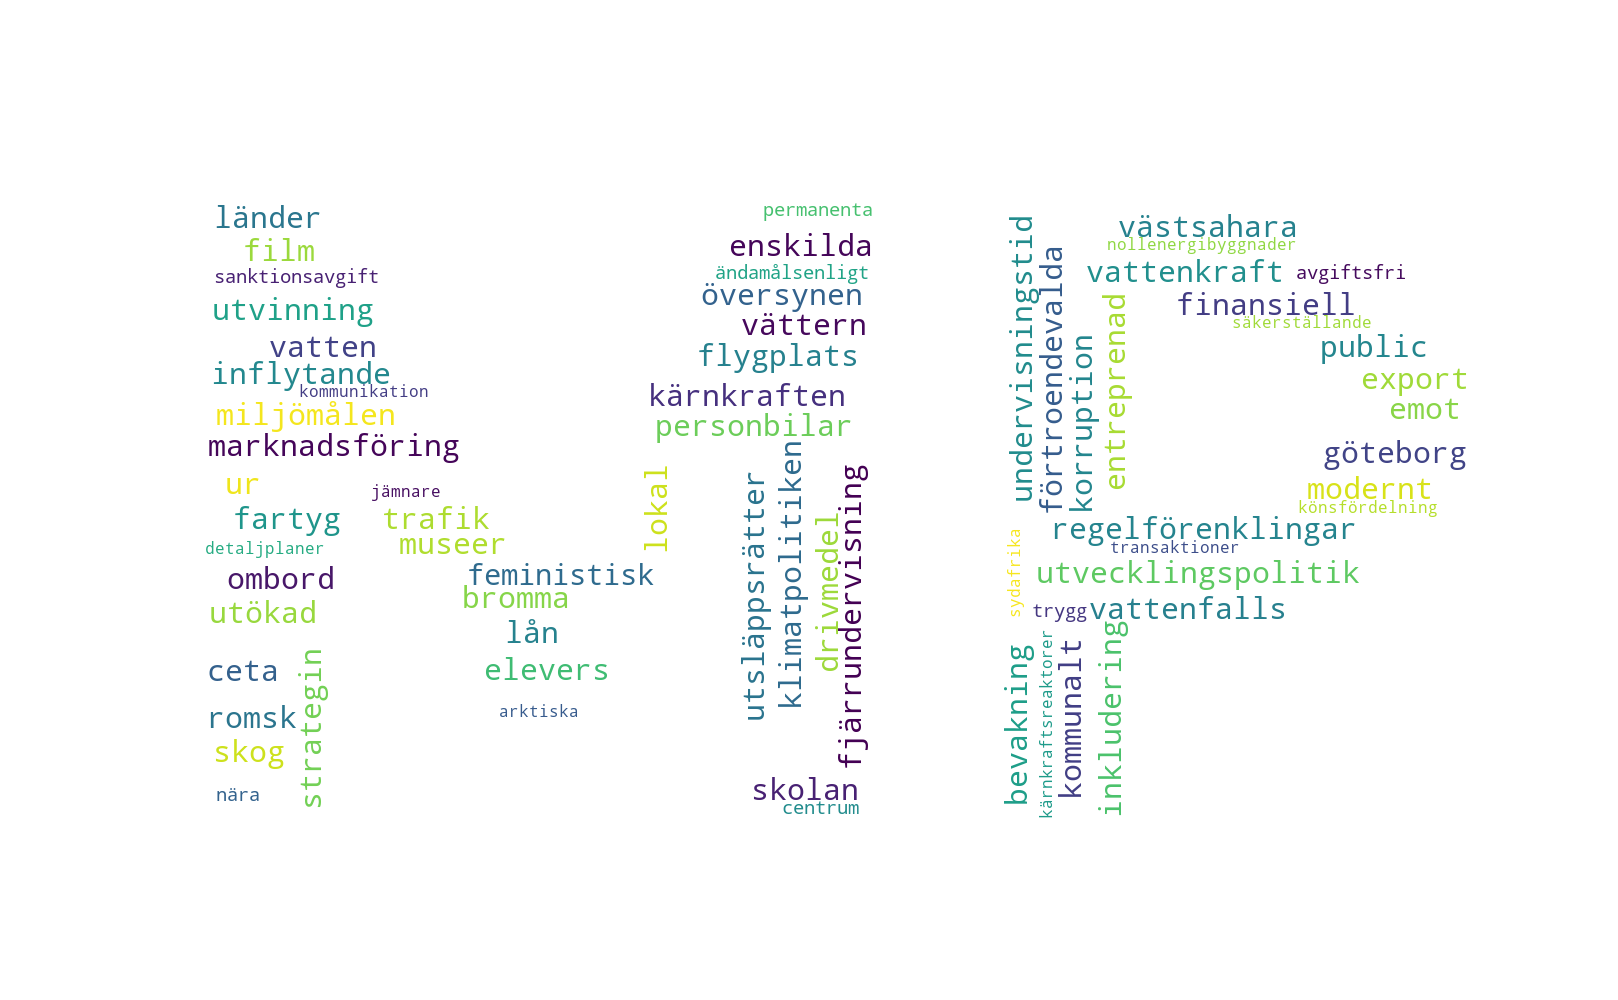 länder
film
sanktionsavgift
utvinning
vatten
inflytande
kommunikation
miljömålen
marknadsföring
ur
jämnare
fartyg
trafik
detaljplaner
museer
ombord
feministisk
utökad
bromma
lån
ceta
elevers
strategin
romsk
arktiska
skog
nära
permanenta
enskilda
ändamålsenligt
översynen
vättern
flygplats
kärnkraften
personbilar
lokal
utsläppsrätter
klimatpolitiken
drivmedel
fjärrundervisning
skolan
centrum
undervisningstid
förtroendevalda
korruption
entreprenad
västsahara
nollenergibyggnader
vattenkraft
avgiftsfri
finansiell
säkerställande
public
export
emot
göteborg
modernt
könsfördelning
regelförenklingar
transaktioner
sydafrika
utvecklingspolitik
trygg
vattenfalls
bevakning
kärnkraftsreaktorer
kommunalt
inkludering